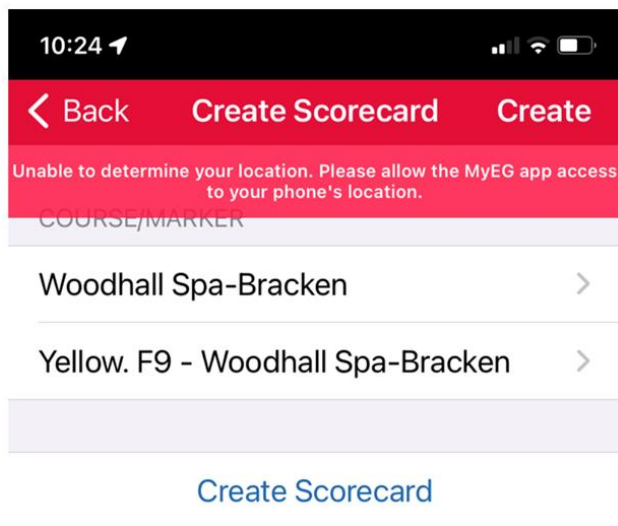 10:24
Back Create Scorecard Create
Unable to determine your location. Please allow the MyEG app access
to your phone's location.
COURSE/MARKER
Woodhall Spa-Bracken
Yellow. F9 - Woodhall Spa-Bracken
Create Scorecard